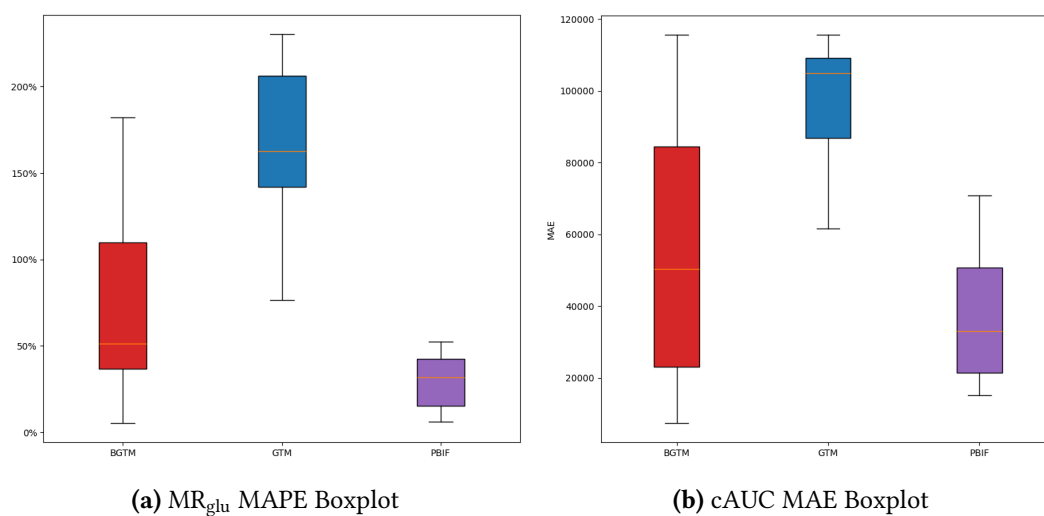 200%
150%
100%
50%
0%
BGTM GTM PBIF
120000
100000
80000
60000
40000
20000
MAE
BGTM GTM PBIF
(a) MRglu MAPE Boxplot
(b) cAUC MAE Boxplot